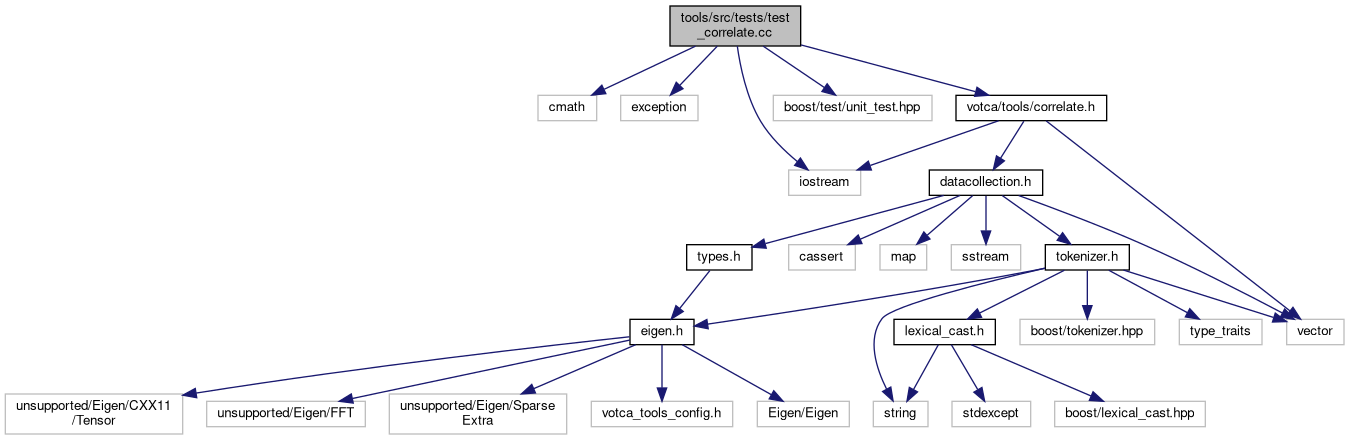 tools/src/tests/test
_correlate.cc
cmath
exception
boost/test/unit_test.hpp
votca/tools/correlate.h
iostream
datacollection.h
types.h
cassert
map
sstream
tokenizer.h
eigen.h
lexical_cast.h
boost/tokenizer.hpp
type_traits
vector
unsupported/Eigen/CXX11
/Tensor
unsupported/Eigen/FFT
unsupported/Eigen/Sparse
Extra
votca_tools_config.h
Eigen/Eigen
string
stdexcept
boost/lexical_cast.hpp